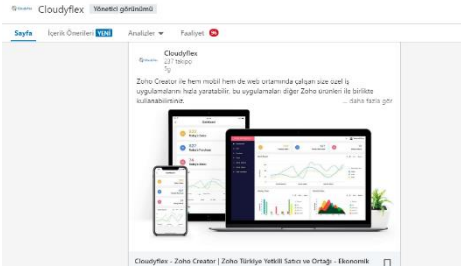 Cloudyflex Yönetici görünümü
Sayfa İçerik Önerileri YENİ Analizler Faaliyet
Cloudyflex
237 takipçi
Zoho Creator ile hem mobil hem de web ortamında çalışan size özel iş
uygulamalarını hızla yaratabilir, bu uygulamaları diğer Zoho ürünleri ile birlikte
kullanabilirsiniz. ... daha fazla gör
Cloudyflex - Zoho Creator | Zoho Türkiye Yetkili Satıcı ve Ortağı - Ekonomik